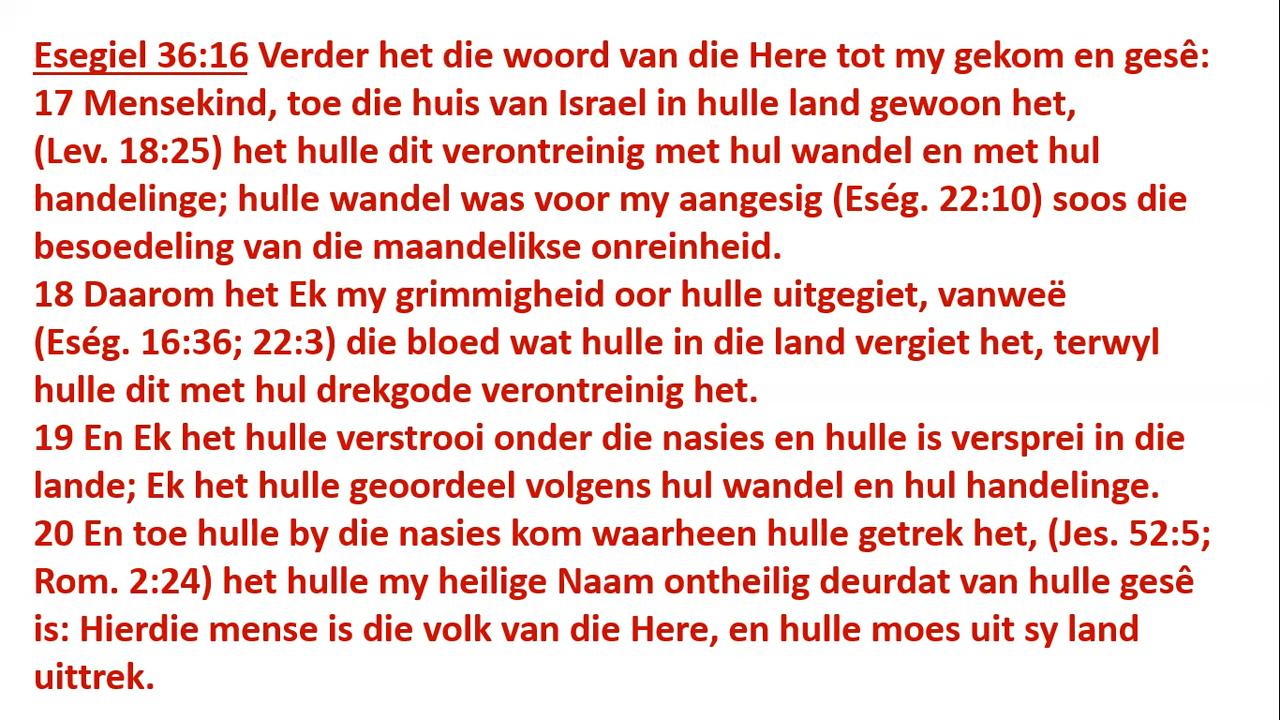 Esegiel 36:16 Verder het die woord van die Here tot my gekom en gesê:
17 Mensekind, toe die huis van Israel in hulle land gewoon het,
(Lev. 18:25) het hulle dit verontreinig met hul wandel en met hul
handelinge; hulle wandel was voor my aangesig (Eség. 22:10) soos die
besoedeling van die maandelikse onreinheid.
18 Daarom het Ek my grimmigheid oor hulle uitgegiet, vanweë
(Eség. 16:36; 22:3) die bloed wat hulle in die land vergiet het, terwyl
hulle dit met hul drekgode verontreinig het.
19 En Ek het hulle verstrooi onder die nasies en hulle is versprei in die
lande; Ek het hulle geoordeel volgens hul wandel en hul handelinge.
20 En toe hulle by die nasies kom waarheen hulle getrek het, (Jes. 52:5;
Rom. 2:24) het hulle my heilige Naam ontheilig deurdat van hulle gesê
is: Hierdie mense is die volk van die Here, en hulle moes uit sy land
uittrek.